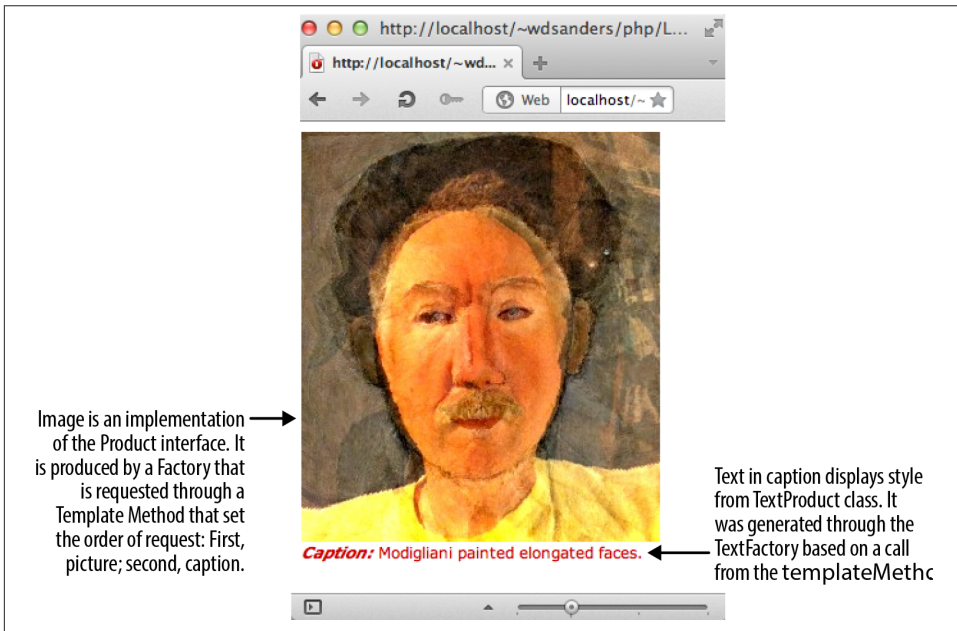 http://localhost/~wdsanders/php/L...
http://localhost/~wd...
Web
localhost/~
Image is an implementation
of the Product interface. It
is produced by a Factory that
is requested through a
Template Method that set
the order of request: First,
picture; second, caption.
Text in caption displays style
from TextProduct class. It
was generated through the
TextFactory based on a call
from the templateMethc
Caption: Modigliani painted elongated faces.